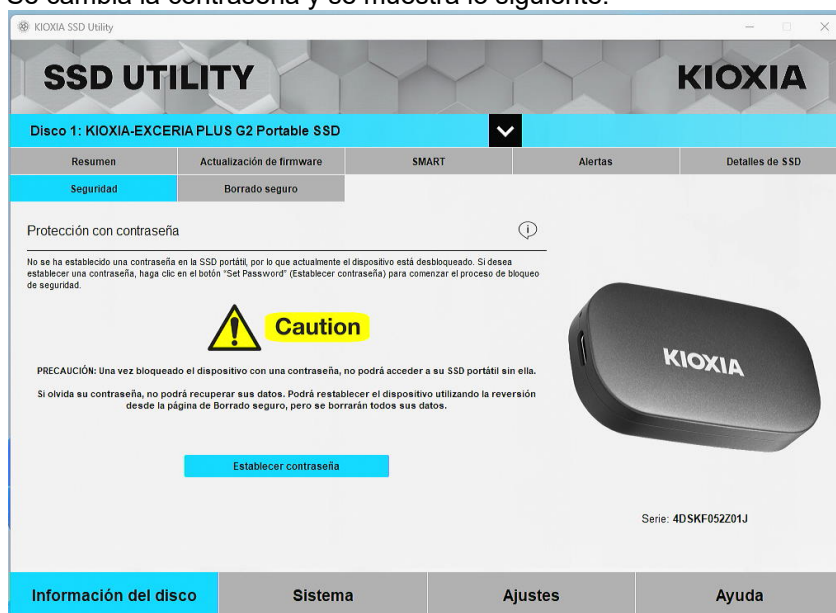 Se cambia la contraseña y se muestra lo siguiente:
KIOXIA SSD Utility
SSD UTILITY
KIOXIA
Disco 1: KIOXIA-EXCERIA PLUS G2 Portable SSD
Resumen
Actualización de firmware
SMART
Alertas
Detalles de SSD
Seguridad
Borrado seguro
Protección con contraseña
No se ha establecido una contraseña en la SSD portátil, por lo que actualmente el dispositivo está desbloqueado. Si desea
establecer una contraseña, haga clic en el botón "Set Password" (Establecer contraseña) para comenzar el proceso de bloqueo
de seguridad.
Caution
PRECAUCIÓN: Una vez bloqueado el dispositivo con una contraseña, no podrá acceder a su SSD portátil sin ella.
Si olvida su contraseña, no podrá recuperar sus datos. Podrá restablecer el dispositivo utilizando la reversión
desde la página de Borrado seguro, pero se borrarán todos sus datos.
Establecer contraseña
KIOXIA
Serie: 4DSKF052Z01J
Información del disco
Sistema
Ajustes
Ayuda